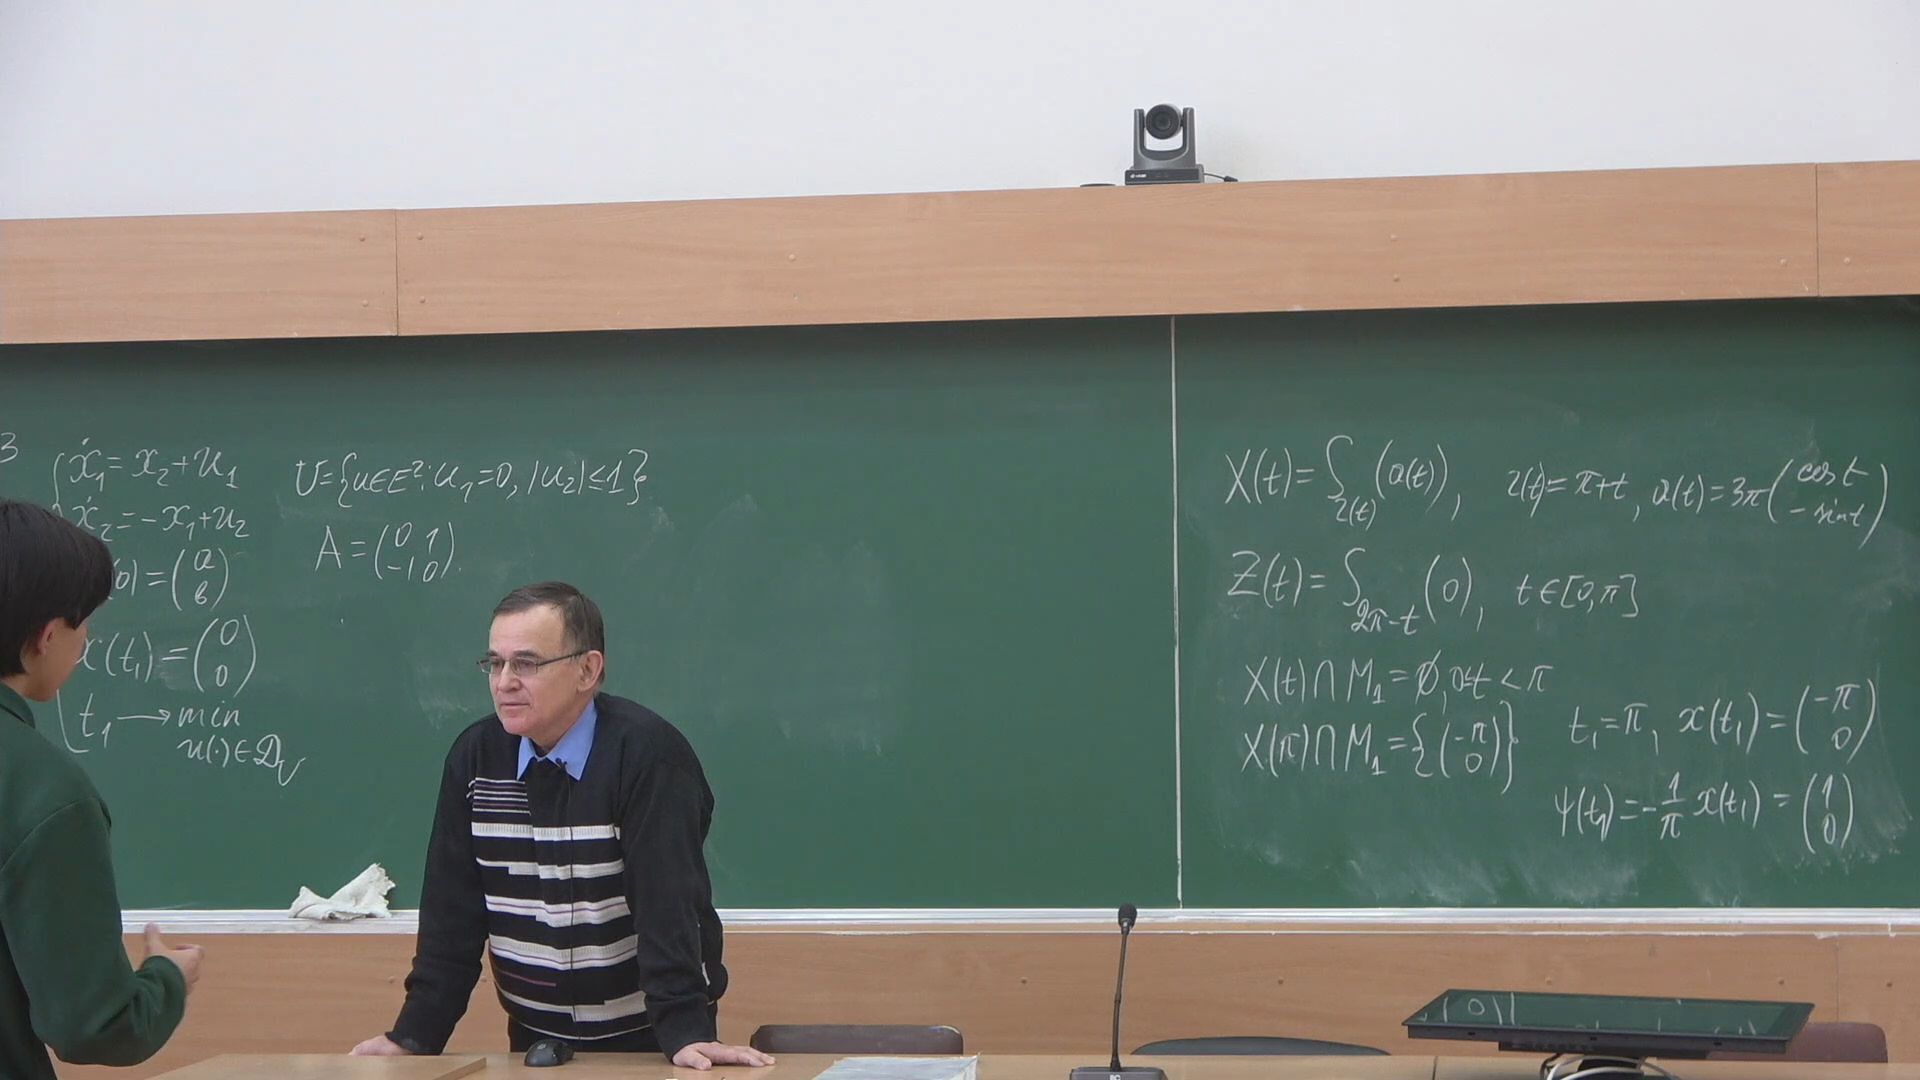 3
ẋ₁ = x₂ + u₁
ẋ₂ = -x₁ + u₂
(0) = (a в)
x(t₁) = (0 0)
t₁ → min
u(·) ∈ D_U
U = {u ∈ E²: u₁ = 0, |u₂| ≤ 1}
A = (0 1 -1 0).
X(t) = S_{r(t)}(a(t)), r(t) = π + t, a(t) = 3π(cos t -sin t)
Z(t) = S_{2π-t}(0), t ∈ [0, π]
X(t) ∩ M₁ = ∅, 0 ≤ t < π
X(π) ∩ M₁ = {(-π 0)}
t₁ = π, x(t₁) = (-π 0)
ψ(t₁) = -1/π x(t₁) = (1 0)